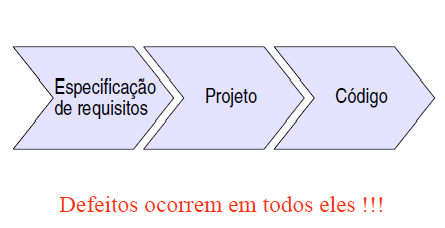 Especificação
de requisitos
Projeto
Código
Defeitos ocorrem em todos eles !!!